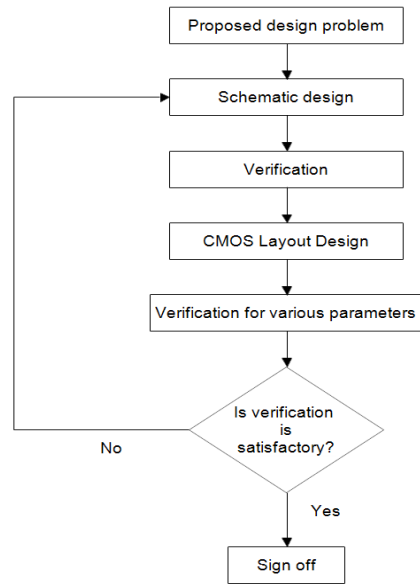 Proposed design problem
Schematic design
Verification
CMOS Layout Design
Verification for various parameters
Is verification
is
satisfactory?
No
Yes
Sign off